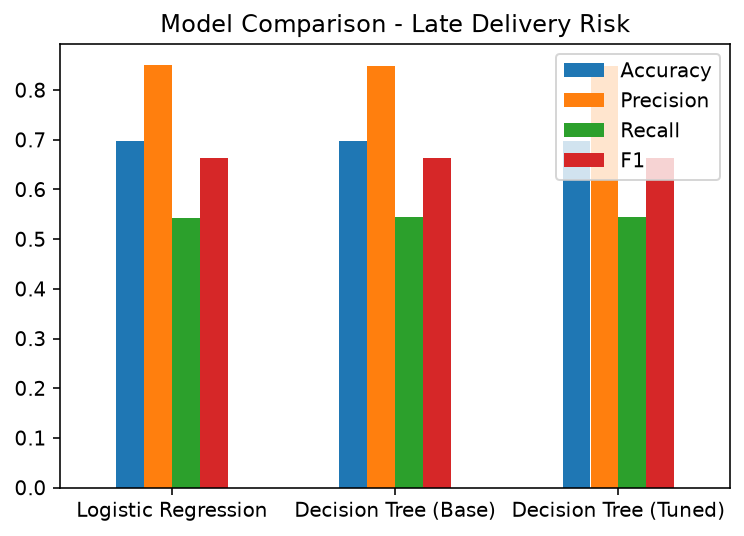 Model Comparison - Late Delivery Risk
Accuracy
Precision
Recall
F1
0.8
0.7
0.6
0.5
0.4
0.3
0.2
0.1
0.0
Logistic Regression
Decision Tree (Base)
Decision Tree (Tuned)